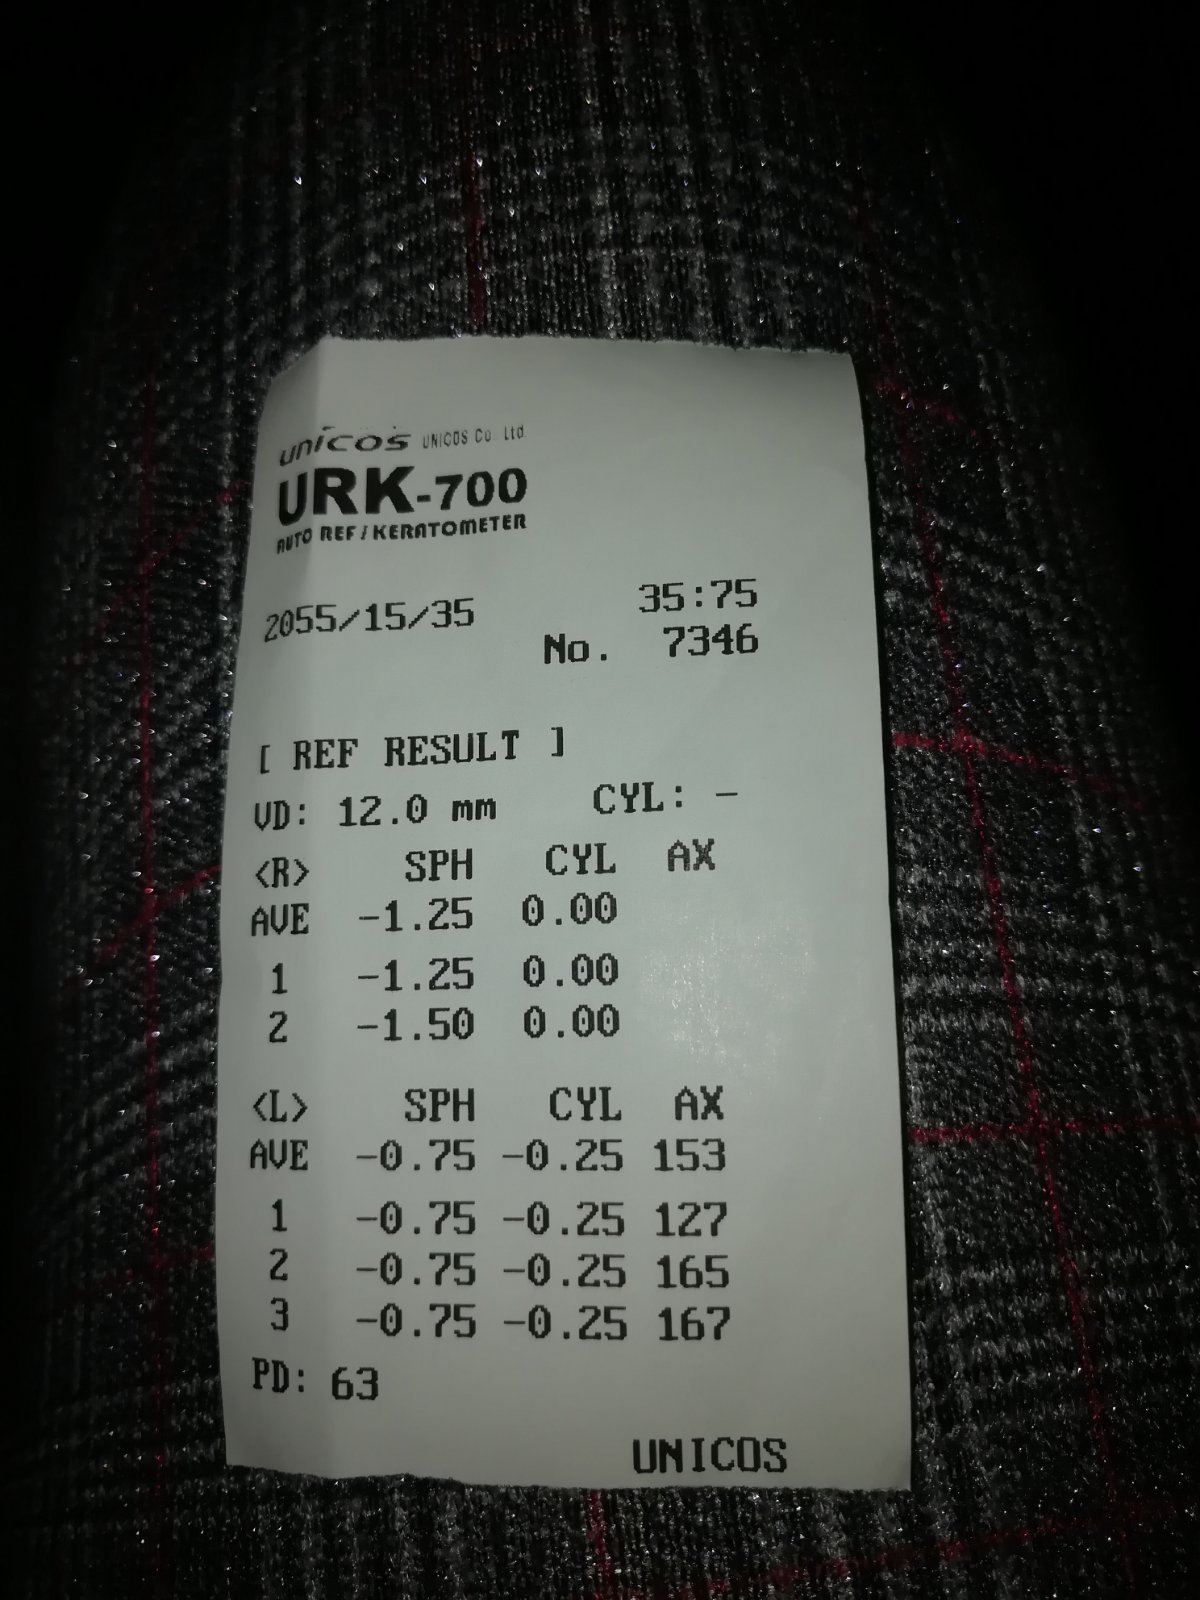 unicos UNICOS Co. Ltd.
URK-700
AUTO REF/KERATOMETER
2055/15/35 35:75
No. 7346
[ REF RESULT ]
VD: 12.0 mm CYL: -
<R> SPH CYL AX
AVE -1.25 0.00
1 -1.25 0.00
2 -1.50 0.00
<L> SPH CYL AX
AVE -0.75 -0.25 153
1 -0.75 -0.25 127
2 -0.75 -0.25 165
3 -0.75 -0.25 167
PD: 63
UNICOS